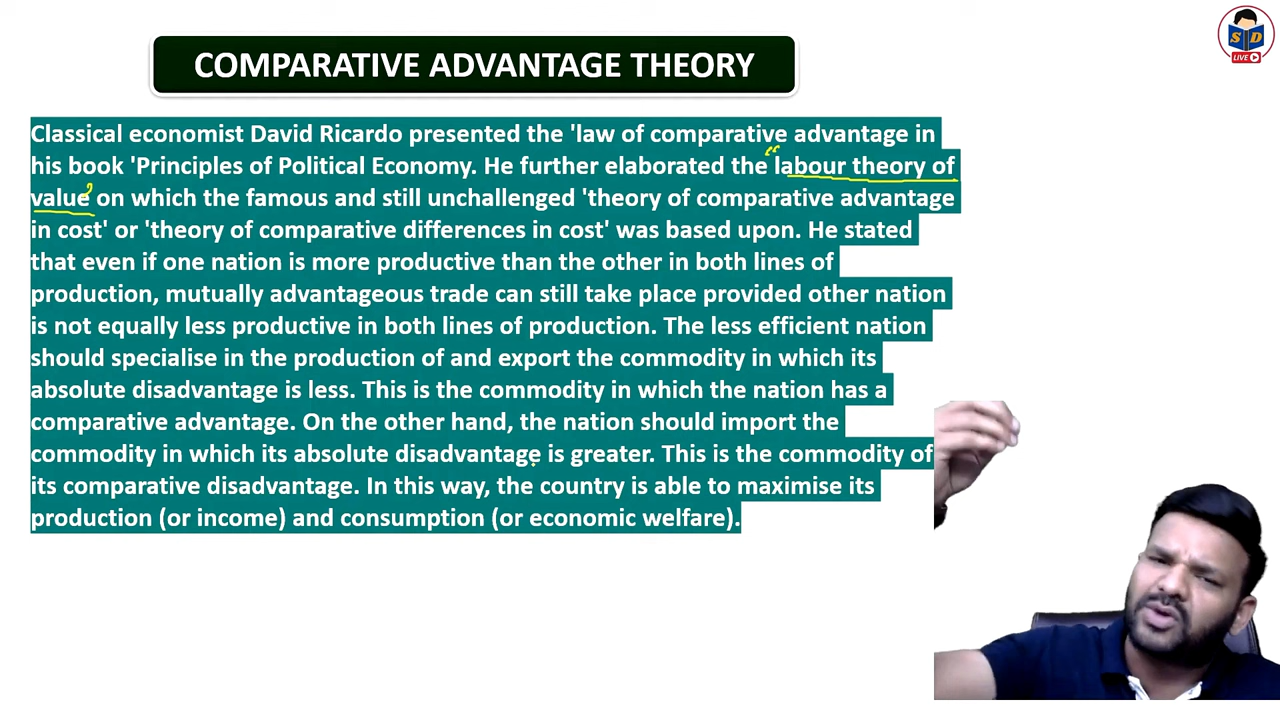 COMPARATIVE ADVANTAGE THEORY
S D
LIVE
Classical economist David Ricardo presented the 'law of comparative advantage in
his book 'Principles of Political Economy. He further elaborated the "labour theory of
value" on which the famous and still unchallenged 'theory of comparative advantage
in cost' or 'theory of comparative differences in cost' was based upon. He stated
that even if one nation is more productive than the other in both lines of
production, mutually advantageous trade can still take place provided other nation
is not equally less productive in both lines of production. The less efficient nation
should specialise in the production of and export the commodity in which its
absolute disadvantage is less. This is the commodity in which the nation has a
comparative advantage. On the other hand, the nation should import the
commodity in which its absolute disadvantage is greater. This is the commodity of
its comparative disadvantage. In this way, the country is able to maximise its
production (or income) and consumption (or economic welfare).